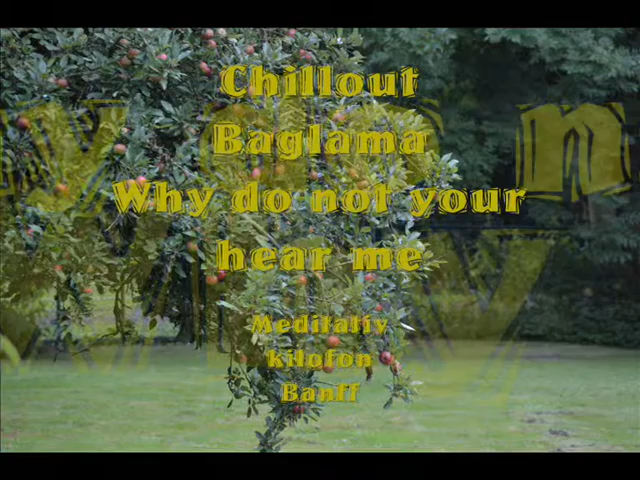 Chillout
Baglama
Why do not your
hear me
Meditativ
kilofon
Banff